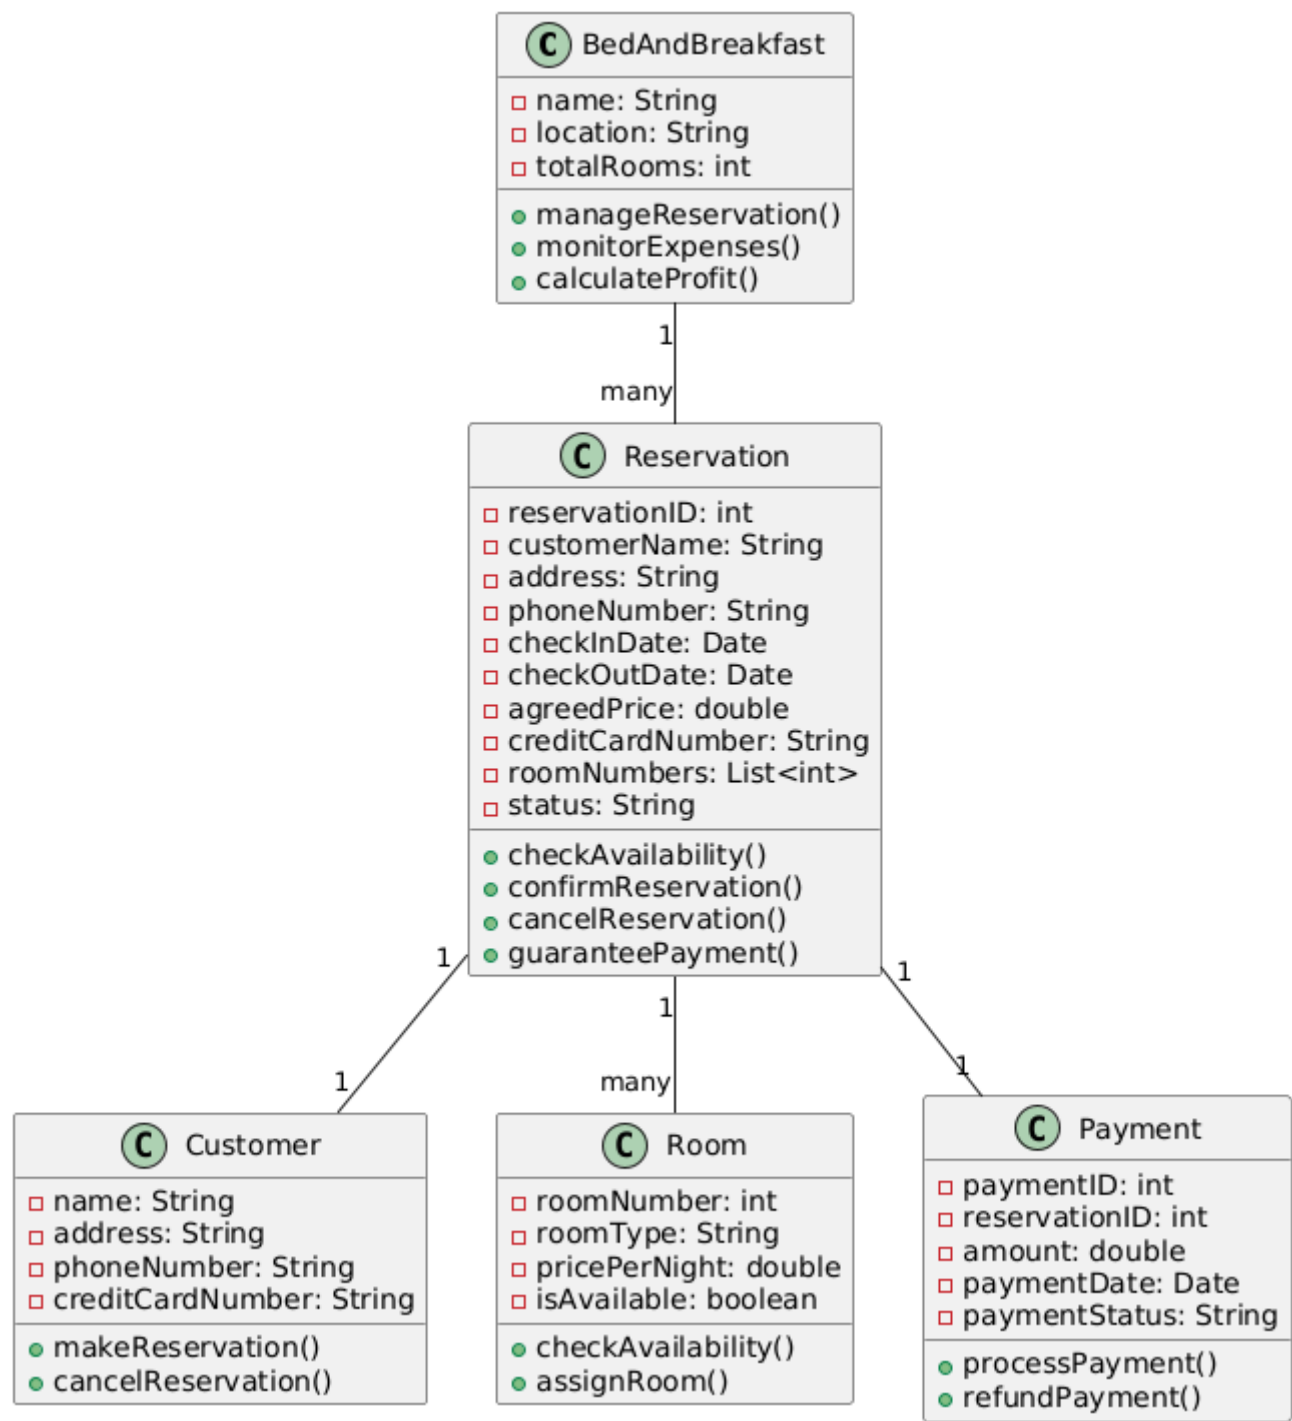 C BedAndBreakfast
name: String
location: String
totalRooms: int
manageReservation()
monitorExpenses()
calculateProfit()
1
many
C Reservation
reservationID: int
customerName: String
address: String
phoneNumber: String
checkInDate: Date
checkOutDate: Date
agreedPrice: double
creditCardNumber: String
roomNumbers: List<int>
status: String
checkAvailability()
confirmReservation()
cancelReservation()
guaranteePayment()
1
1
1
1
many
1
C Customer
name: String
address: String
phoneNumber: String
creditCardNumber: String
makeReservation()
cancelReservation()
C Room
roomNumber: int
roomType: String
pricePerNight: double
isAvailable: boolean
checkAvailability()
assignRoom()
C Payment
paymentID: int
reservationID: int
amount: double
paymentDate: Date
paymentStatus: String
processPayment()
refundPayment()